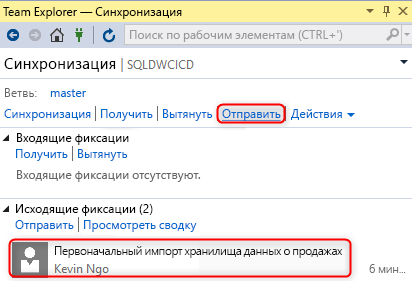 Team Explorer — Синхронизация
Поиск по рабочим элементам (CTRL+')
Синхронизация | SQLDWCICD
Ветвь: master
Синхронизация | Получить | Вытянуть | Отправить | Действия
Входящие фиксации
Получить | Вытянуть
Входящие фиксации отсутствуют.
Исходящие фиксации (2)
Отправить | Просмотреть сводку
Первоначальный импорт хранилища данных о продажах
Kevin Ngo 6 мин...